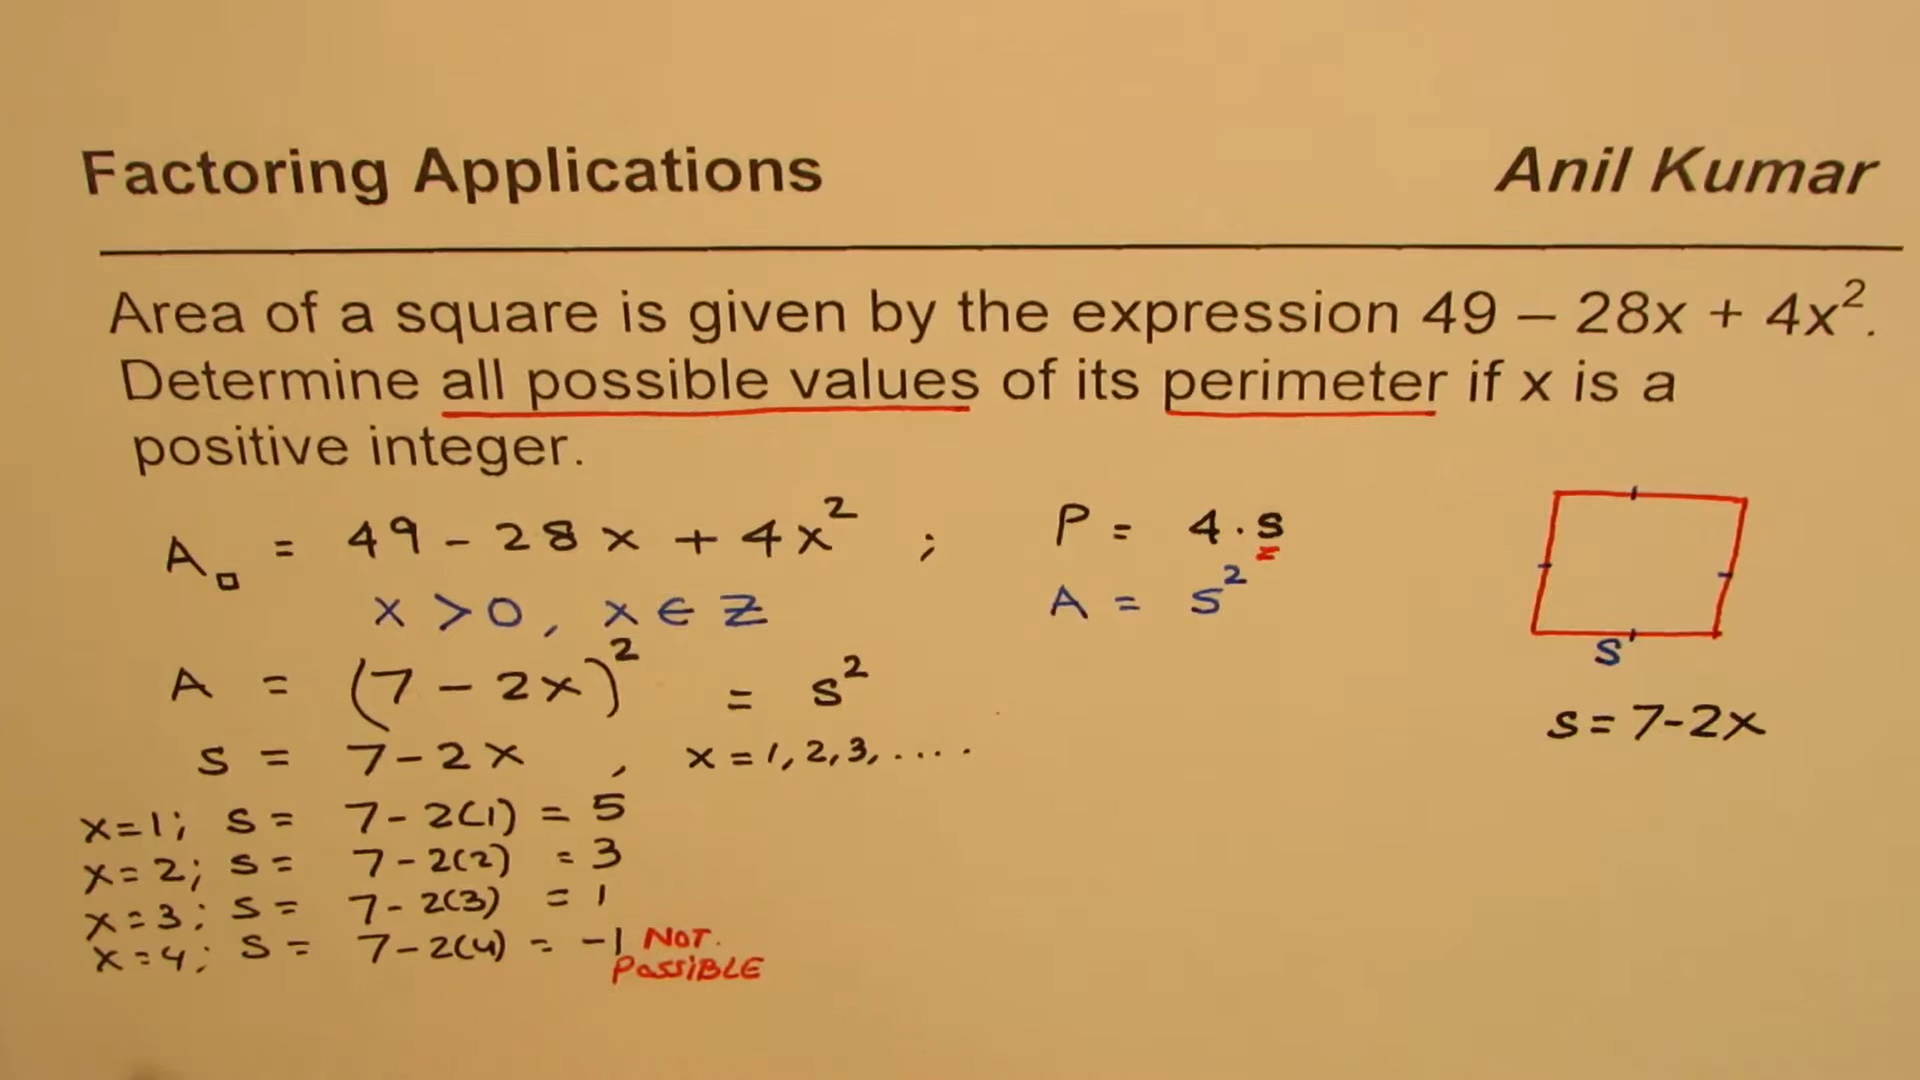 Factoring Applications Anil Kumar
Area of a square is given by the expression 49 – 28x + 4x².
Determine all possible values of its perimeter if x is a
positive integer.
A□ = 49 - 28x + 4x² ; P = 4·s
x > 0, x ∈ Z A = s²
A = (7 - 2x)² = s² s
s = 7-2x , x = 1, 2, 3, .... s = 7-2x
x=1; s = 7-2(1) = 5
x=2; s = 7-2(2) = 3
x=3: s = 7-2(3) = 1
x=4; s = 7-2(4) = -1 NOT.
POSSIBLE